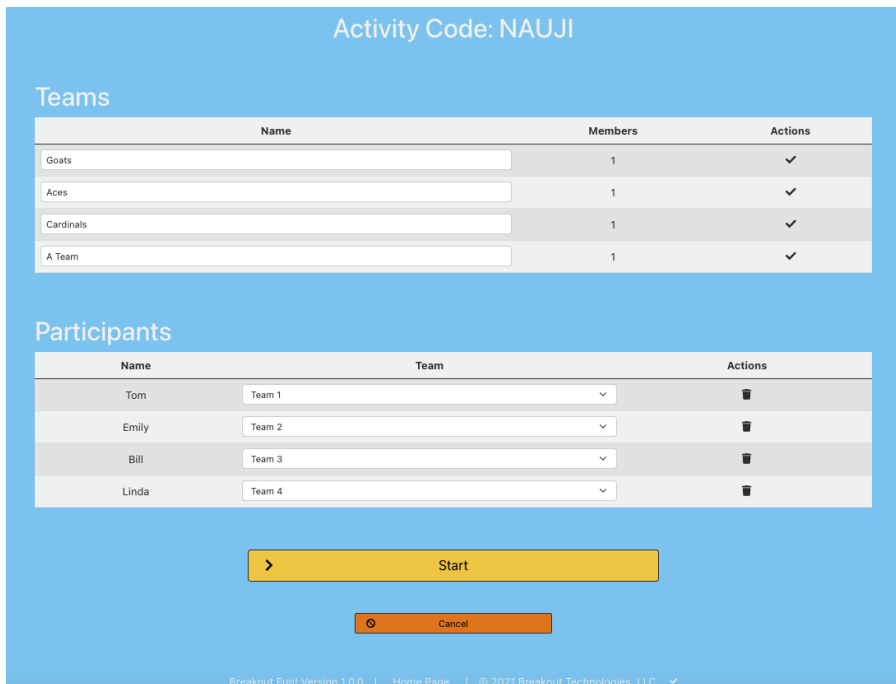 Activity Code: NAUJI
Teams
Name Members Actions
Goats 1
Aces 1
Cardinals 1
A Team 1
Participants
Name Team Actions
Tom Team 1
Emily Team 2
Bill Team 3
Linda Team 4
Start
Cancel
Breakout Fun! Version 1.0.0 | Home Page | © 2021 Breakout Technologies, LLC